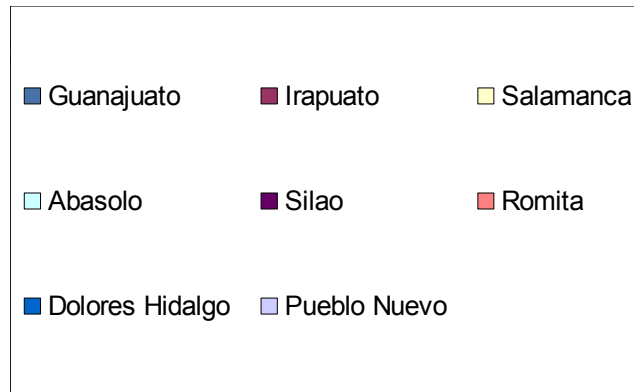 Guanajuato Irapuato Salamanca
Abasolo Silao Romita
Dolores Hidalgo Pueblo Nuevo